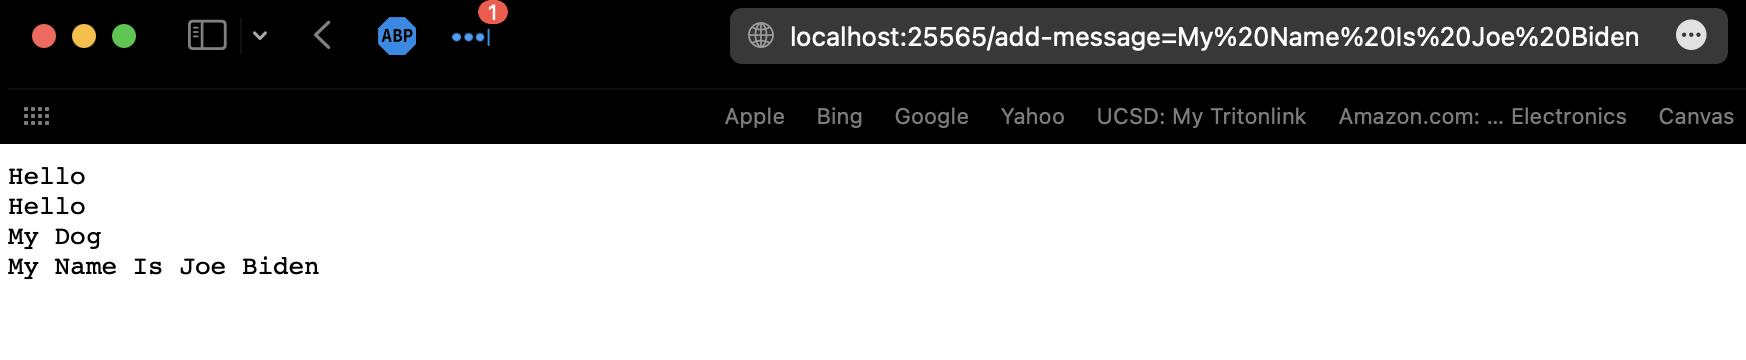 1
ABP
localhost:25565/add-message=My%20Name%20Is%20Joe%20Biden
Apple Bing Google Yahoo UCSD: My Tritonlink Amazon.com: ... Electronics Canvas
Hello
Hello
My Dog
My Name Is Joe Biden